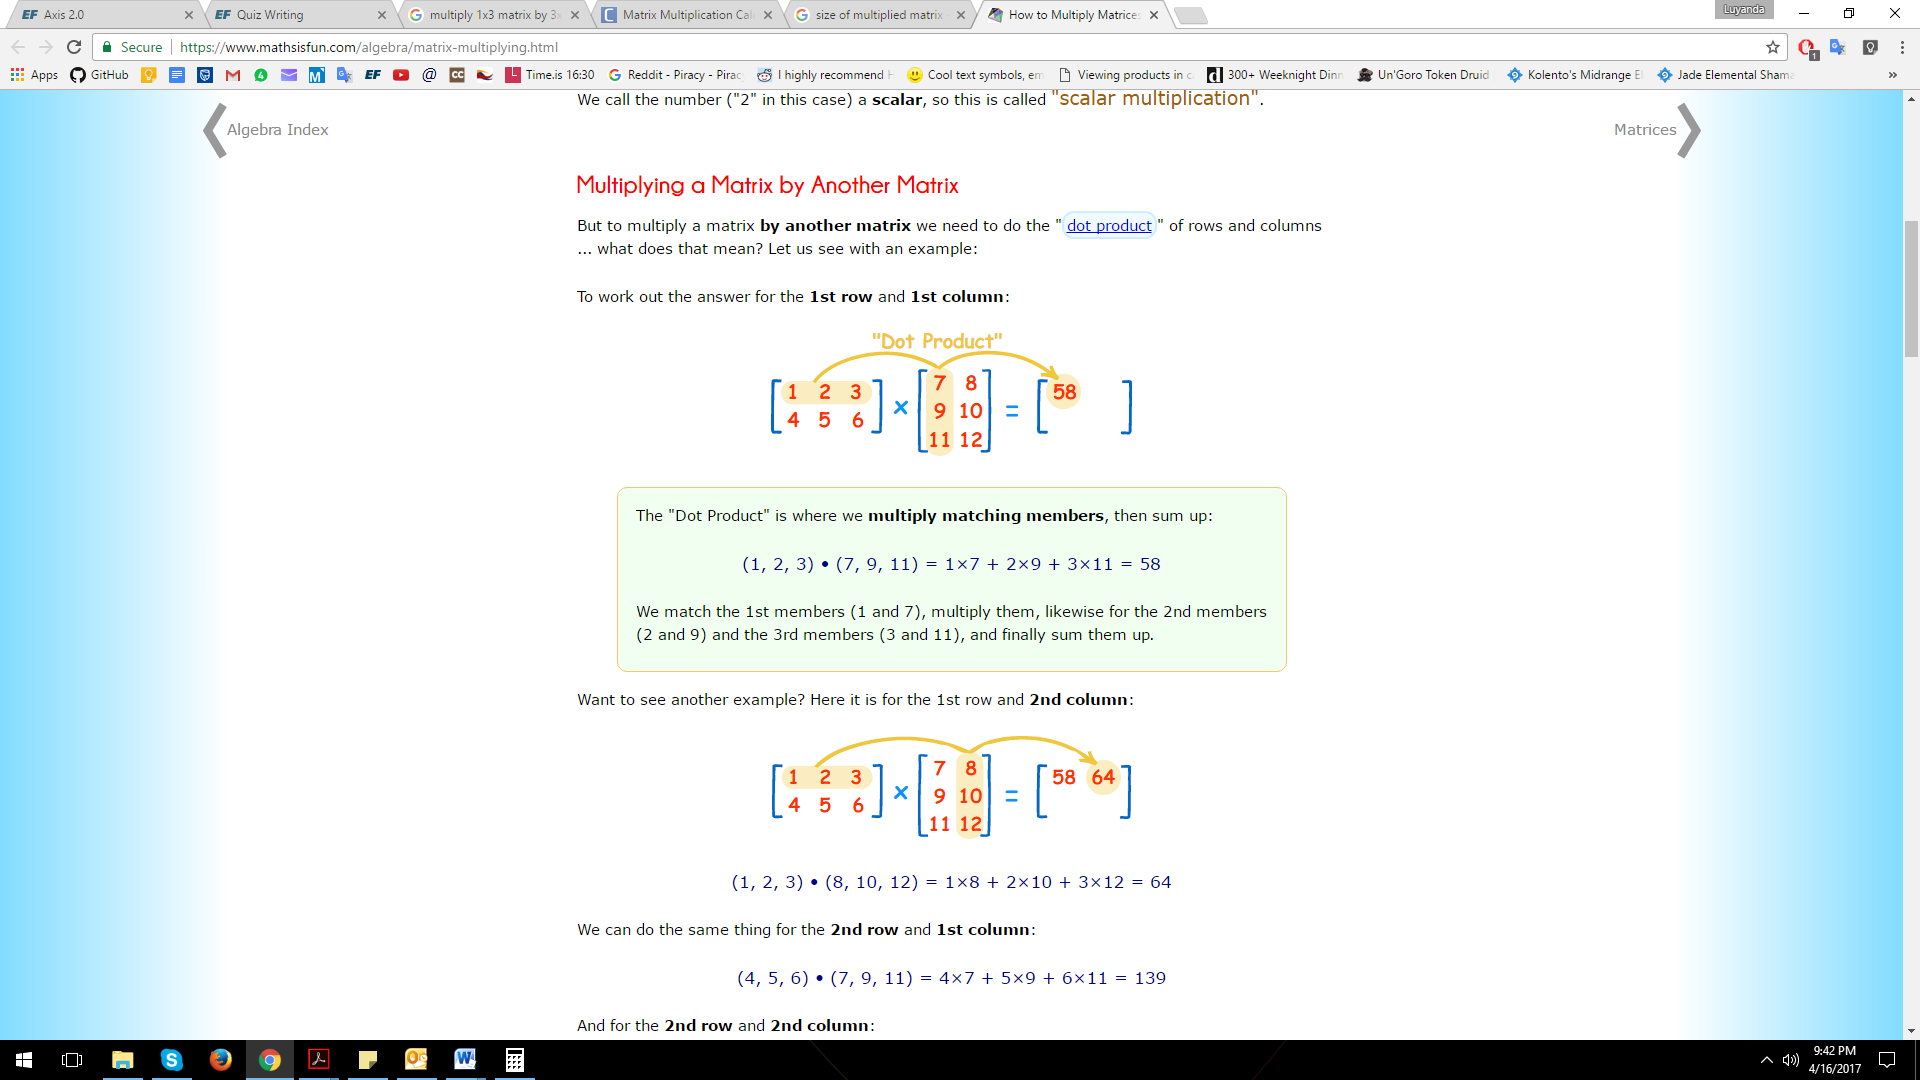 Axis 2.0
Quiz Writing
multiply 1x3 matrix by 3x
Matrix Multiplication Cal
size of multiplied matrix
How to Multiply Matrices
Luyanda
Secure https://www.mathsisfun.com/algebra/matrix-multiplying.html
1
Apps GitHub EF Time.is 16:30 Reddit - Piracy - Pirac I highly recommend Cool text symbols, em Viewing products in c 300+ Weeknight Dinn Un'Goro Token Druid Kolento's Midrange El Jade Elemental Shama »
We call the number ("2" in this case) a scalar, so this is called "scalar multiplication".
Algebra Index
Matrices
Multiplying a Matrix by Another Matrix
But to multiply a matrix by another matrix we need to do the "dot product" of rows and columns
... what does that mean? Let us see with an example:
To work out the answer for the 1st row and 1st column:
"Dot Product"
[1 2 3
4 5 6] × [7 8
9 10
11 12] = [58 ]
The "Dot Product" is where we multiply matching members, then sum up:
(1, 2, 3) • (7, 9, 11) = 1×7 + 2×9 + 3×11 = 58
We match the 1st members (1 and 7), multiply them, likewise for the 2nd members
(2 and 9) and the 3rd members (3 and 11), and finally sum them up.
Want to see another example? Here it is for the 1st row and 2nd column:
[1 2 3
4 5 6] × [7 8
9 10
11 12] = [58 64]
(1, 2, 3) • (8, 10, 12) = 1×8 + 2×10 + 3×12 = 64
We can do the same thing for the 2nd row and 1st column:
(4, 5, 6) • (7, 9, 11) = 4×7 + 5×9 + 6×11 = 139
And for the 2nd row and 2nd column:
9:42 PM
4/16/2017